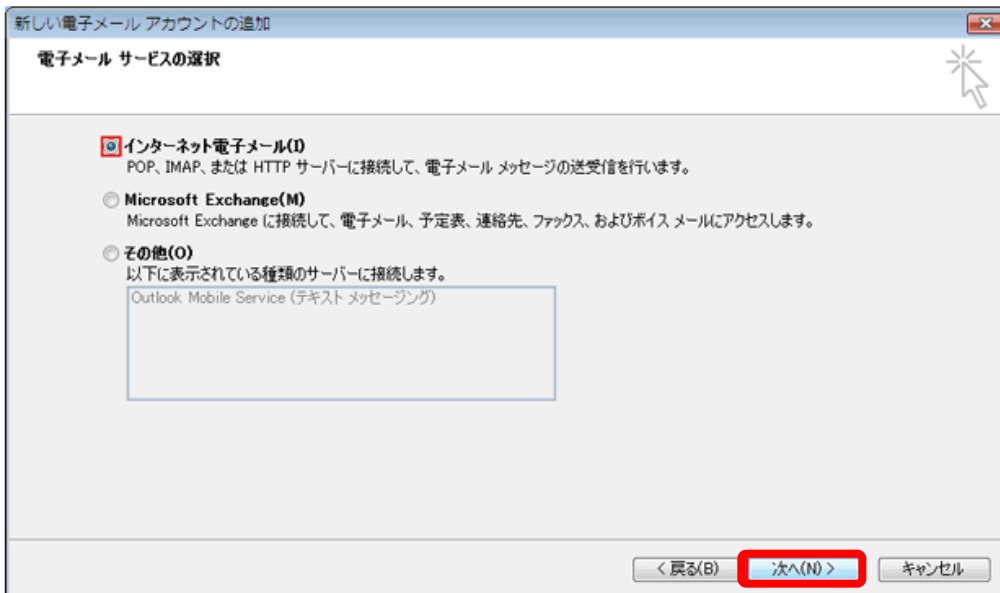 新しい電子メール アカウントの追加
電子メール サービスの選択
インターネット電子メール(I)
POP、IMAP、または HTTP サーバーに接続して、電子メール メッセージの送受信を行います。
Microsoft Exchange(M)
Microsoft Exchange に接続して、電子メール、予定表、連絡先、ファックス、およびボイス メールにアクセスします。
その他(O)
以下に表示されている種類のサーバーに接続します。
Outlook Mobile Service (テキスト メッセージング)
< 戻る(B) 次へ(N) > キャンセル